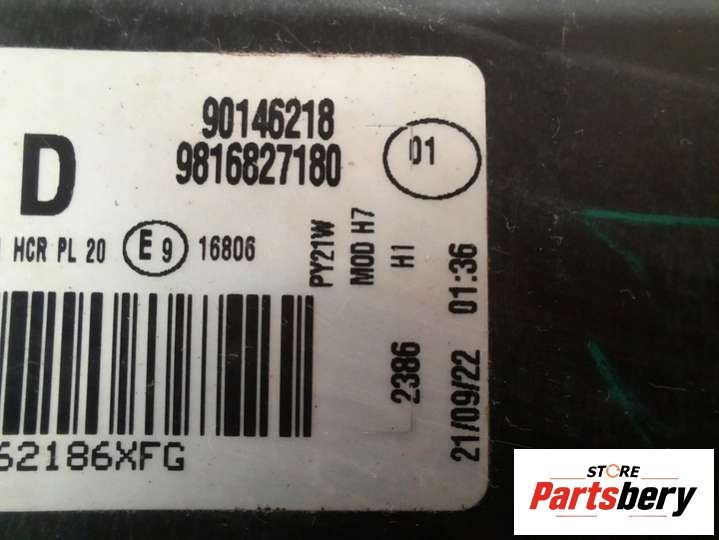 90146218
9816827180
01
D
HCR PL 20 E 9 16806
PY21W
MOD H7
H1
2386
21/09/22 01:36
62186XFG
STORE
Partsbery